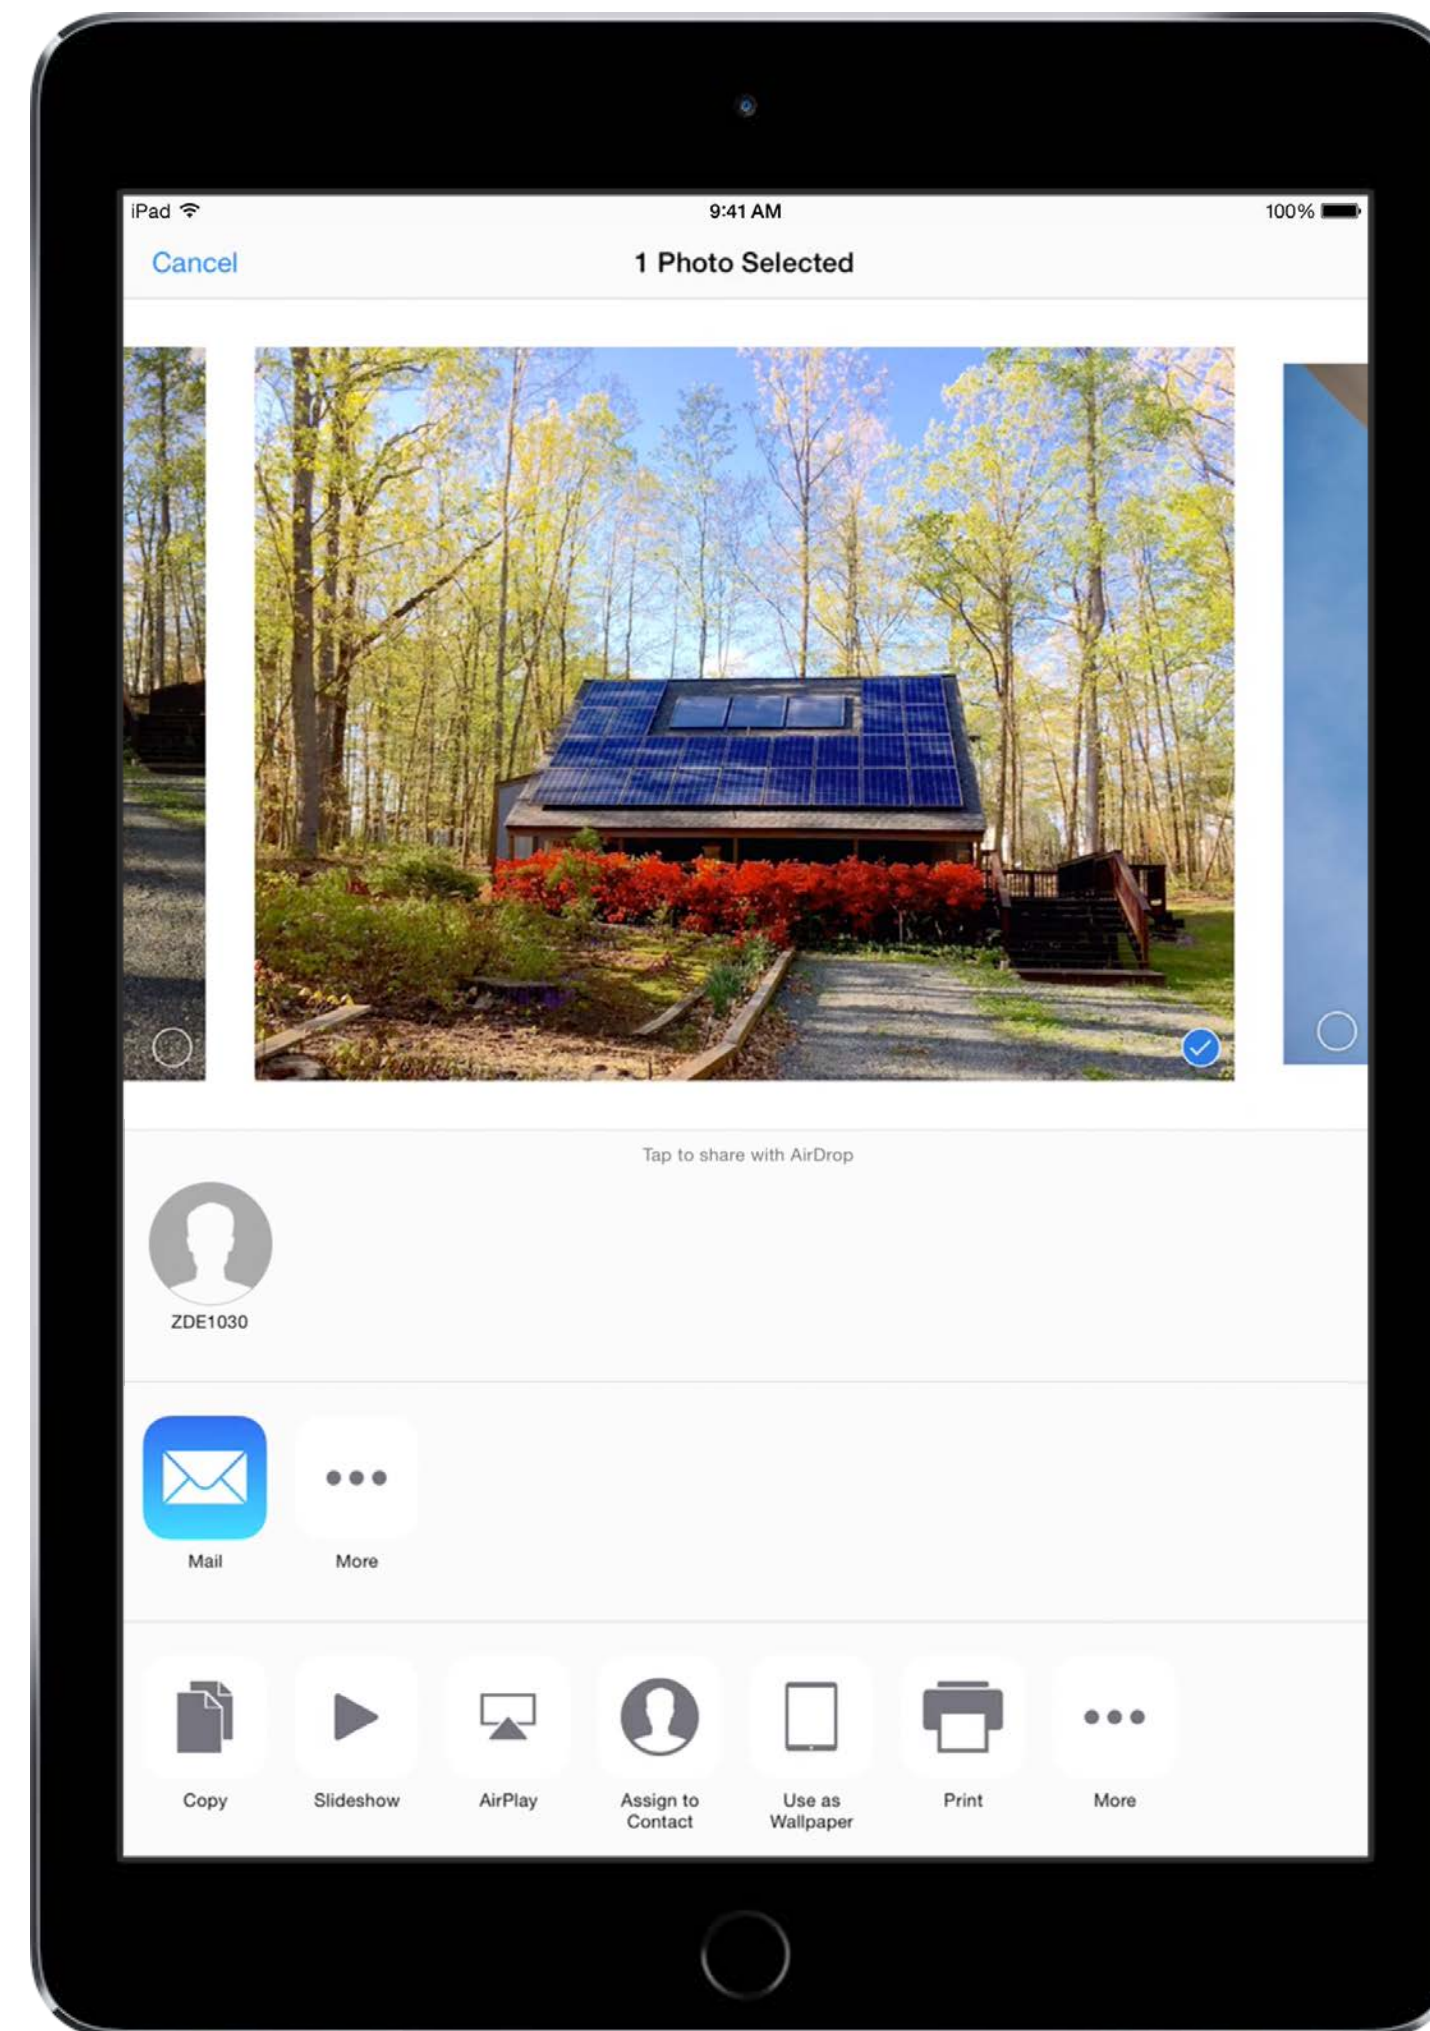 iPad 9:41 AM 100%
Cancel 1 Photo Selected
Tap to share with AirDrop
ZDE1030
Mail More
Copy Slideshow AirPlay Assign to Contact Use as Wallpaper Print More